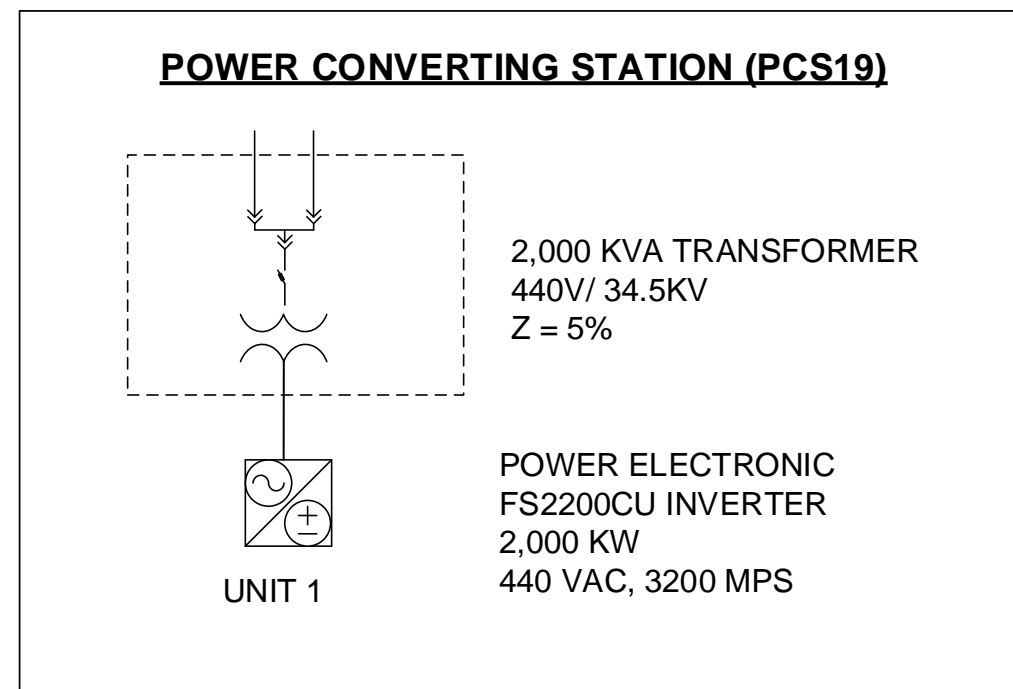 POWER CONVERTING STATION (PCS19)
2,000 KVA TRANSFORMER
440V/ 34.5KV
Z = 5%
POWER ELECTRONIC
FS2200CU INVERTER
2,000 KW
440 VAC, 3200 MPS
UNIT 1